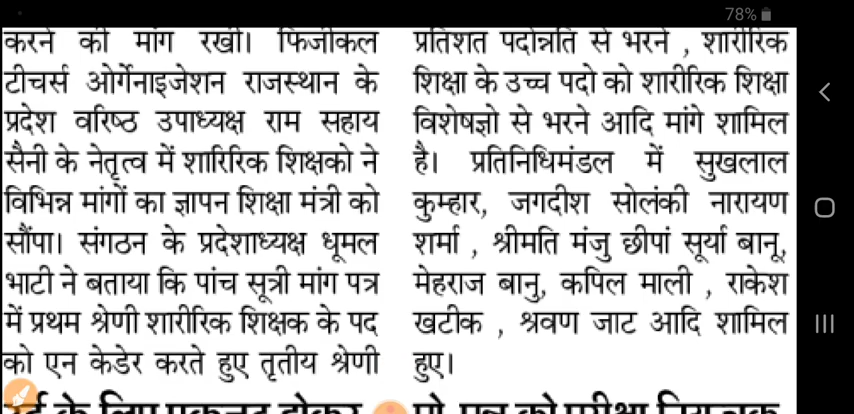 78%
करने की मांग रखी। फिजीकल
टीचर्स ओर्गेनाइजेशन राजस्थान के
प्रदेश वरिष्ठ उपाध्यक्ष राम सहाय
सैनी के नेतृत्व में शारिरिक शिक्षको ने
विभिन्न मांगों का ज्ञापन शिक्षा मंत्री को
सौंपा। संगठन के प्रदेशाध्यक्ष धूमल
भाटी ने बताया कि पांच सूत्री मांग पत्र
में प्रथम श्रेणी शारीरिक शिक्षक के पद
को एन केडेर करते हुए तृतीय श्रेणी
प्रतिशत पदोन्नति से भरने , शारीरिक
शिक्षा के उच्च पदो को शारीरिक शिक्षा
विशेषज्ञो से भरने आदि मांगे शामिल
है। प्रतिनिधिमंडल में सुखलाल
कुम्हार, जगदीश सोलंकी नारायण
शर्मा , श्रीमति मंजु छीपां सूर्या बानू,
मेहराज बानु, कपिल माली , राकेश
खटीक , श्रवण जाट आदि शामिल
हुए।